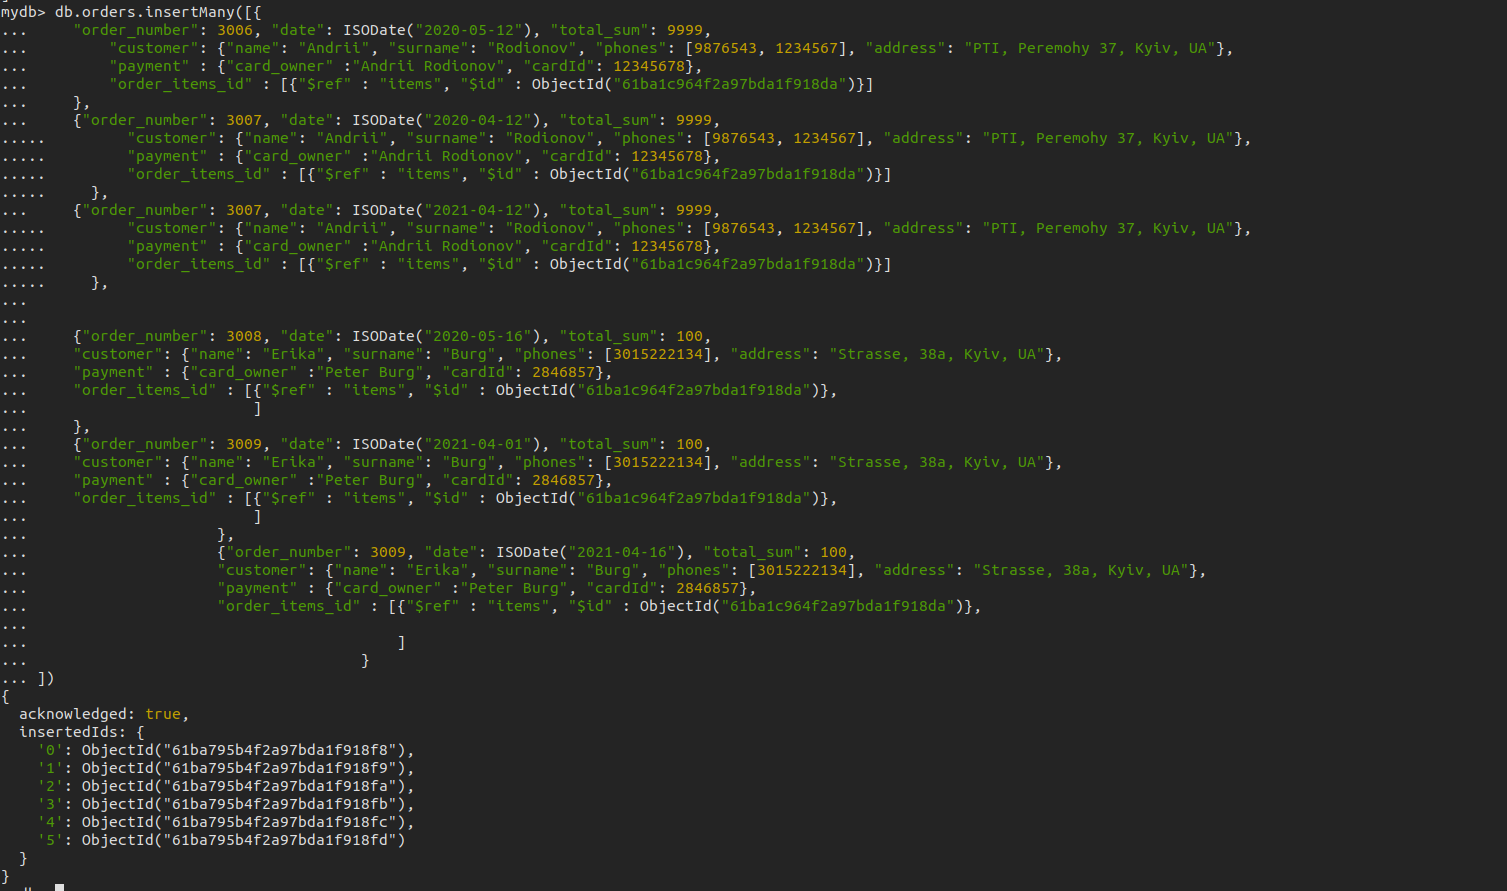 mydb> db.orders.insertMany([{
...     "order_number": 3006, "date": ISODate("2020-05-12"), "total_sum": 9999,
...         "customer": {"name": "Andrii", "surname": "Rodionov", "phones": [9876543, 1234567], "address": "PTI, Peremohy 37, Kyiv, UA"},
...         "payment" : {"card_owner" :"Andrii Rodionov", "cardId": 12345678},
...         "order_items_id" : [{"$ref" : "items", "$id" : ObjectId("61ba1c964f2a97bda1f918da")}]
...     },
...     {"order_number": 3007, "date": ISODate("2020-04-12"), "total_sum": 9999,
.....         "customer": {"name": "Andrii", "surname": "Rodionov", "phones": [9876543, 1234567], "address": "PTI, Peremohy 37, Kyiv, UA"},
.....         "payment" : {"card_owner" :"Andrii Rodionov", "cardId": 12345678},
.....         "order_items_id" : [{"$ref" : "items", "$id" : ObjectId("61ba1c964f2a97bda1f918da")}]
.....     },
...     {"order_number": 3007, "date": ISODate("2021-04-12"), "total_sum": 9999,
.....         "customer": {"name": "Andrii", "surname": "Rodionov", "phones": [9876543, 1234567], "address": "PTI, Peremohy 37, Kyiv, UA"},
.....         "payment" : {"card_owner" :"Andrii Rodionov", "cardId": 12345678},
.....         "order_items_id" : [{"$ref" : "items", "$id" : ObjectId("61ba1c964f2a97bda1f918da")}]
.....     },
...
...
...     {"order_number": 3008, "date": ISODate("2020-05-16"), "total_sum": 100,
...     "customer": {"name": "Erika", "surname": "Burg", "phones": [3015222134], "address": "Strasse, 38a, Kyiv, UA"},
...     "payment" : {"card_owner" :"Peter Burg", "cardId": 2846857},
...     "order_items_id" : [{"$ref" : "items", "$id" : ObjectId("61ba1c964f2a97bda1f918da")},
...                         ]
...     },
...     {"order_number": 3009, "date": ISODate("2021-04-01"), "total_sum": 100,
...     "customer": {"name": "Erika", "surname": "Burg", "phones": [3015222134], "address": "Strasse, 38a, Kyiv, UA"},
...     "payment" : {"card_owner" :"Peter Burg", "cardId": 2846857},
...     "order_items_id" : [{"$ref" : "items", "$id" : ObjectId("61ba1c964f2a97bda1f918da")},
...                         ]
...                     },
...                     {"order_number": 3009, "date": ISODate("2021-04-16"), "total_sum": 100,
...                     "customer": {"name": "Erika", "surname": "Burg", "phones": [3015222134], "address": "Strasse, 38a, Kyiv, UA"},
...                     "payment" : {"card_owner" :"Peter Burg", "cardId": 2846857},
...                     "order_items_id" : [{"$ref" : "items", "$id" : ObjectId("61ba1c964f2a97bda1f918da")},
...
...                                         ]
...                                     }
... ])
{
  acknowledged: true,
  insertedIds: {
    '0': ObjectId("61ba795b4f2a97bda1f918f8"),
    '1': ObjectId("61ba795b4f2a97bda1f918f9"),
    '2': ObjectId("61ba795b4f2a97bda1f918fa"),
    '3': ObjectId("61ba795b4f2a97bda1f918fb"),
    '4': ObjectId("61ba795b4f2a97bda1f918fc"),
    '5': ObjectId("61ba795b4f2a97bda1f918fd")
  }
}